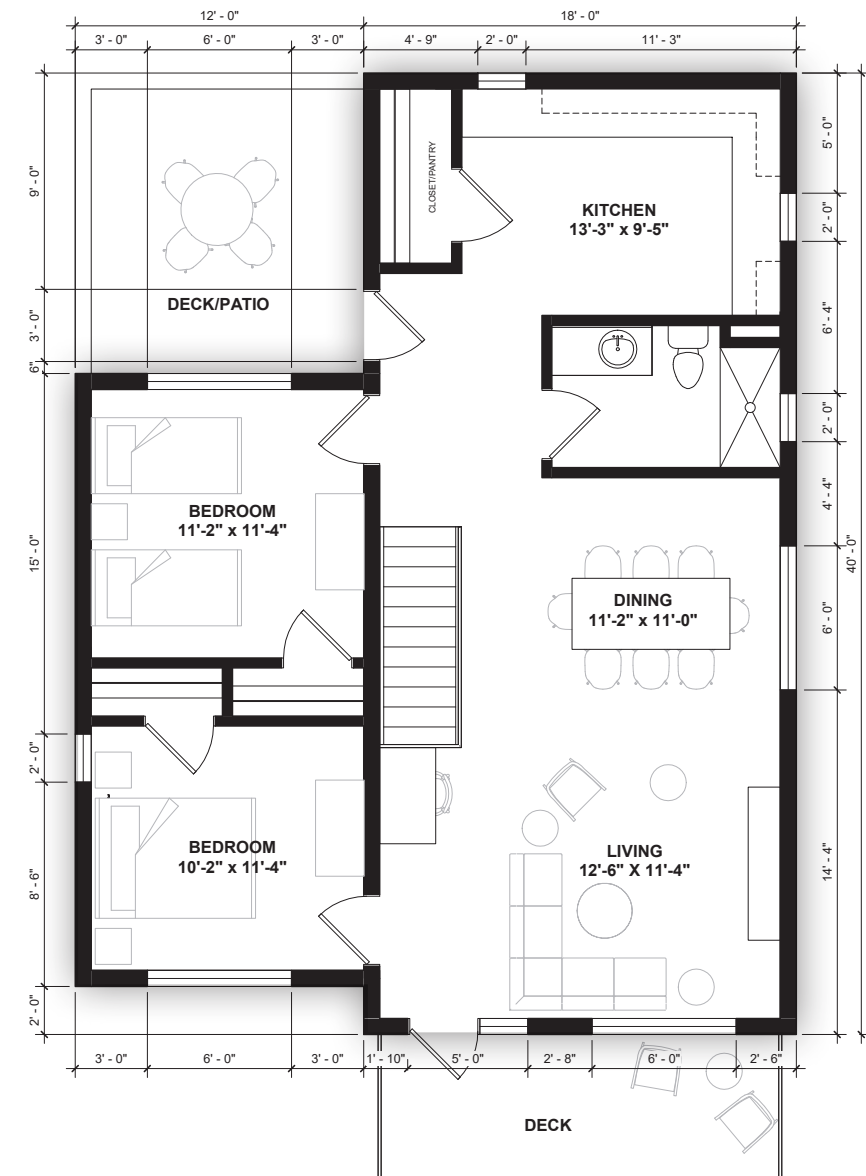 12' - 0"
18' - 0"
3' - 0"
6' - 0"
3' - 0"
4' - 9"
2' - 0"
11' - 3"
9' - 0"
3' - 0"
6"
15' - 0"
2' - 0"
8' - 6"
2' - 0"
CLOSET/PANTRY
KITCHEN
13'-3" x 9'-5"
DECK/PATIO
BEDROOM
11'-2" x 11'-4"
DINING
11'-2" x 11'-0"
BEDROOM
10'-2" x 11'-4"
LIVING
12'-6" X 11'-4"
5' - 0"
2' - 0"
6' - 4"
2' - 0"
4' - 4"
6' - 0"
14' - 4"
40' - 0"
3' - 0"
6' - 0"
3' - 0"
1' - 10"
5' - 0"
2' - 8"
6' - 0"
2' - 6"
DECK